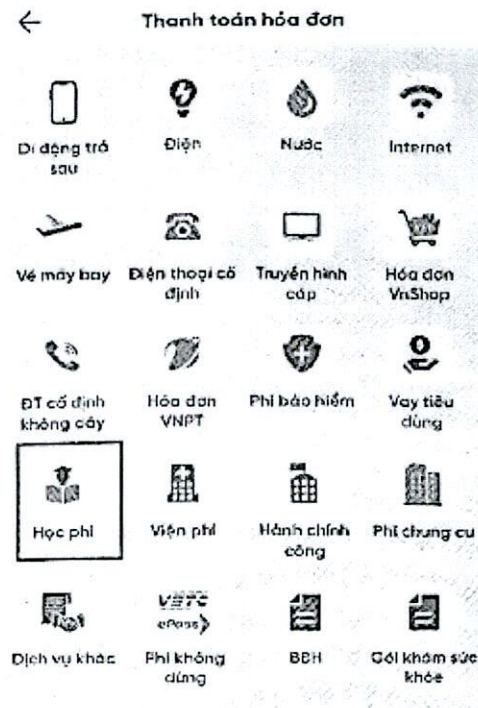 Thanh toán hóa đơn
Di động trả sau
Điện
Nước
Internet
Vé máy bay
Điện thoại cố định
Truyền hình cáp
Hóa đơn VnShop
ĐT cố định không dây
Hóa đơn VNPT
Phí bảo hiểm
Vay tiêu dùng
Học phí
Viện phí
Hành chính công
Phí chung cư
VETC
ePass
Dịch vụ khác
Phí không dừng
BBH
Gói khám sức khỏe